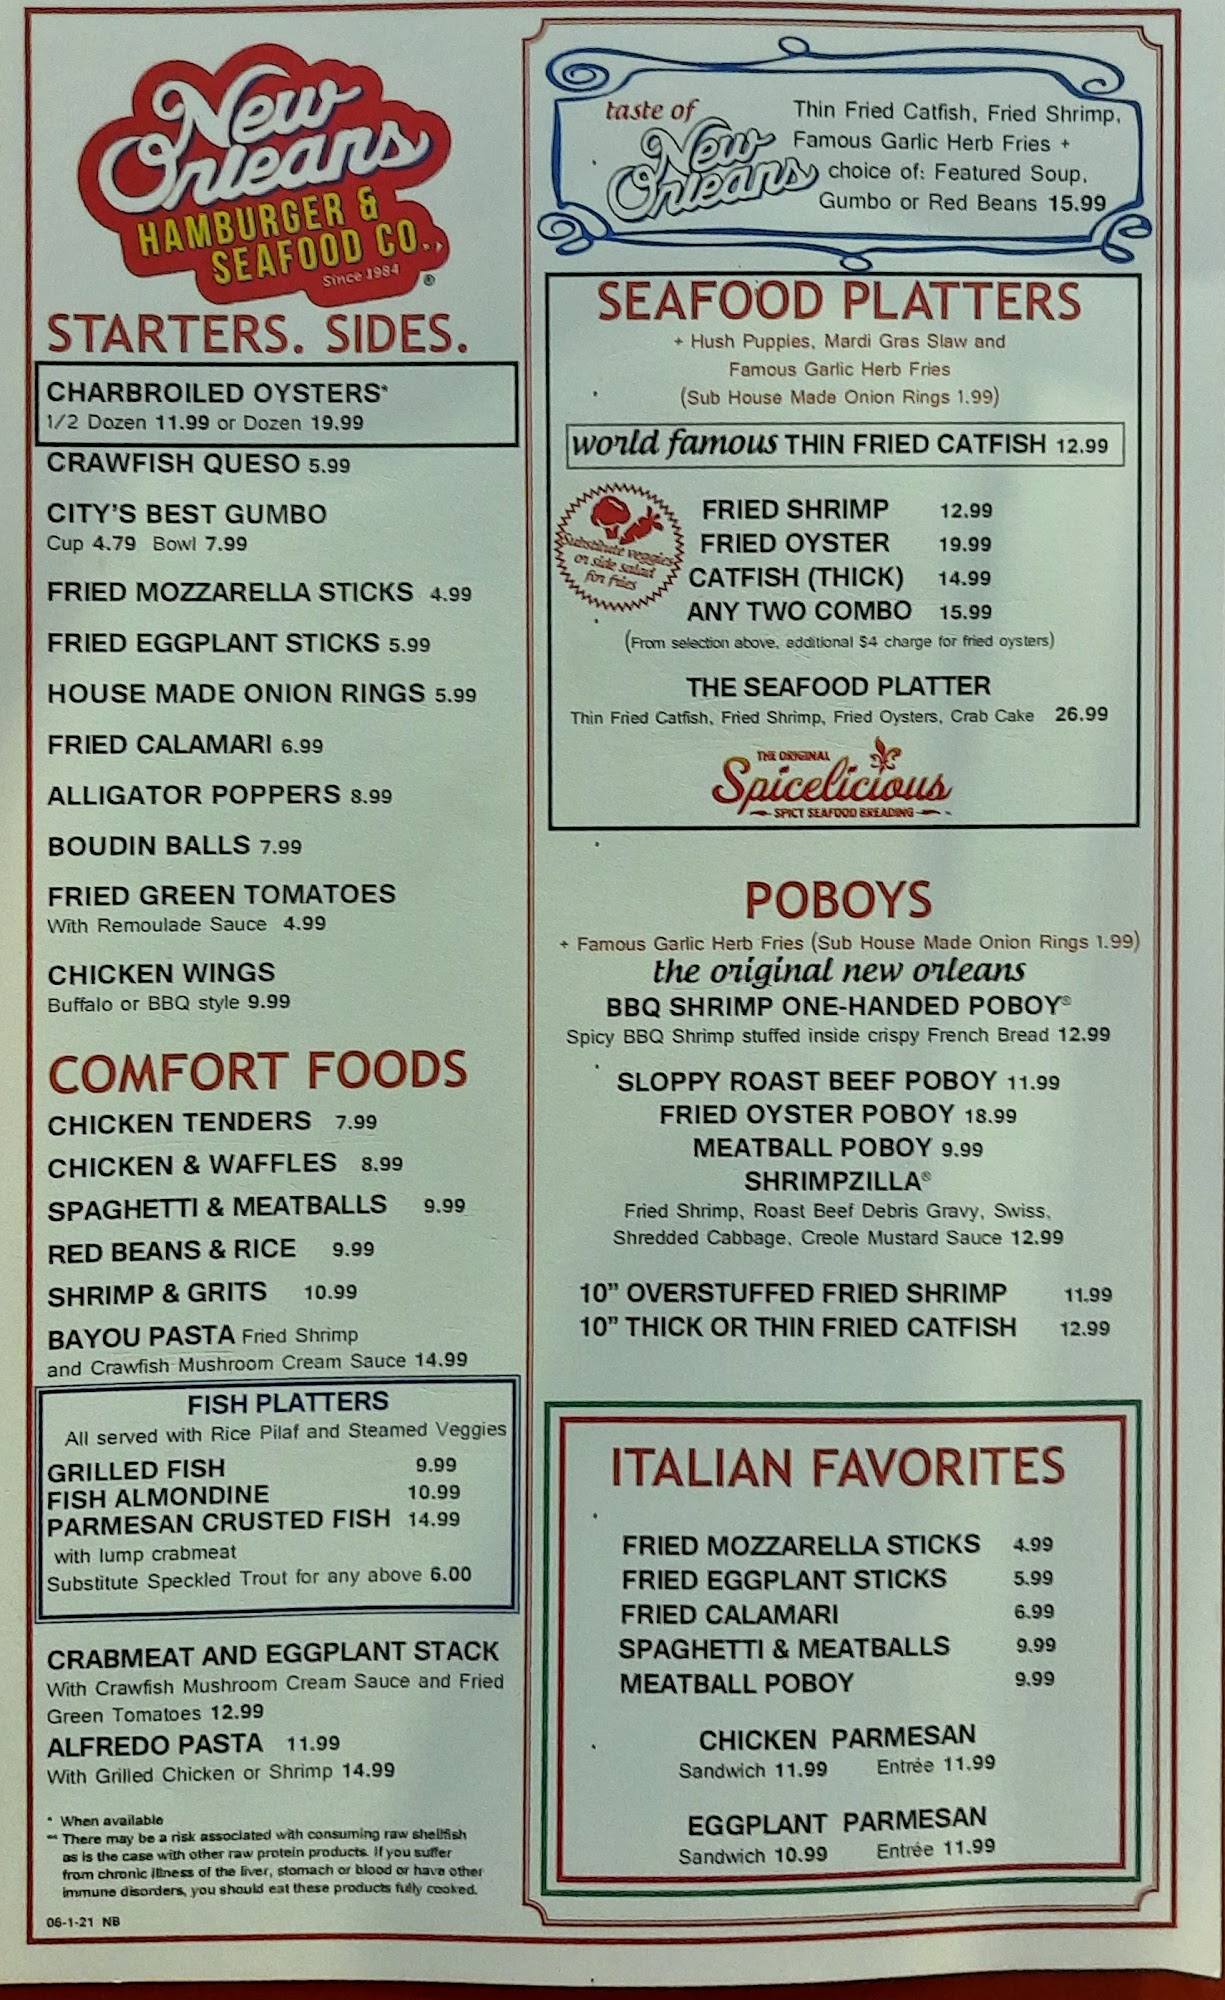 New
Orleans
HAMBURGER &
SEAFOOD CO.
Since 1984
®
STARTERS. SIDES.
CHARBROILED OYSTERS*
1/2 Dozen 11.99 or Dozen 19.99
CRAWFISH QUESO 5.99
CITY'S BEST GUMBO
Cup 4.79 Bowl 7.99
FRIED MOZZARELLA STICKS 4.99
FRIED EGGPLANT STICKS 5.99
HOUSE MADE ONION RINGS 5.99
FRIED CALAMARI 6.99
ALLIGATOR POPPERS 8.99
BOUDIN BALLS 7.99
FRIED GREEN TOMATOES
With Remoulade Sauce 4.99
CHICKEN WINGS
Buffalo or BBQ style 9.99
COMFORT FOODS
CHICKEN TENDERS 7.99
CHICKEN & WAFFLES 8.99
SPAGHETTI & MEATBALLS 9.99
RED BEANS & RICE 9.99
SHRIMP & GRITS 10.99
BAYOU PASTA Fried Shrimp
and Crawfish Mushroom Cream Sauce 14.99
FISH PLATTERS
All served with Rice Pilaf and Steamed Veggies
GRILLED FISH 9.99
FISH ALMONDINE 10.99
PARMESAN CRUSTED FISH 14.99
with lump crabmeat
Substitute Speckled Trout for any above 6.00
CRABMEAT AND EGGPLANT STACK
With Crawfish Mushroom Cream Sauce and Fried
Green Tomatoes 12.99
ALFREDO PASTA 11.99
With Grilled Chicken or Shrimp 14.99
* When available
** There may be a risk associated with consuming raw shellfish
as is the case with other raw protein products. If you suffer
from chronic illness of the liver, stomach or blood or have other
immune disorders, you should eat these products fully cooked.
06-1-21 NB
taste of
New
Orleans
Thin Fried Catfish, Fried Shrimp,
Famous Garlic Herb Fries +
choice of: Featured Soup,
Gumbo or Red Beans 15.99
SEAFOOD PLATTERS
+ Hush Puppies, Mardi Gras Slaw and
Famous Garlic Herb Fries
(Sub House Made Onion Rings 1.99)
world famous THIN FRIED CATFISH 12.99
Substitute veggies
or side salad
for fries
FRIED SHRIMP 12.99
FRIED OYSTER 19.99
CATFISH (THICK) 14.99
ANY TWO COMBO 15.99
(From selection above, additional $4 charge for fried oysters)
THE SEAFOOD PLATTER
Thin Fried Catfish, Fried Shrimp, Fried Oysters, Crab Cake 26.99
THE ORIGINAL
Spicelicious
SPICY SEAFOOD BREADING
POBOYS
+ Famous Garlic Herb Fries (Sub House Made Onion Rings 1.99)
the original new orleans
BBQ SHRIMP ONE-HANDED POBOY®
Spicy BBQ Shrimp stuffed inside crispy French Bread 12.99
SLOPPY ROAST BEEF POBOY 11.99
FRIED OYSTER POBOY 18.99
MEATBALL POBOY 9.99
SHRIMPZILLA®
Fried Shrimp, Roast Beef Debris Gravy, Swiss,
Shredded Cabbage, Creole Mustard Sauce 12.99
10" OVERSTUFFED FRIED SHRIMP 11.99
10" THICK OR THIN FRIED CATFISH 12.99
ITALIAN FAVORITES
FRIED MOZZARELLA STICKS 4.99
FRIED EGGPLANT STICKS 5.99
FRIED CALAMARI 6.99
SPAGHETTI & MEATBALLS 9.99
MEATBALL POBOY 9.99
CHICKEN PARMESAN
Sandwich 11.99 Entrée 11.99
EGGPLANT PARMESAN
Sandwich 10.99 Entrée 11.99